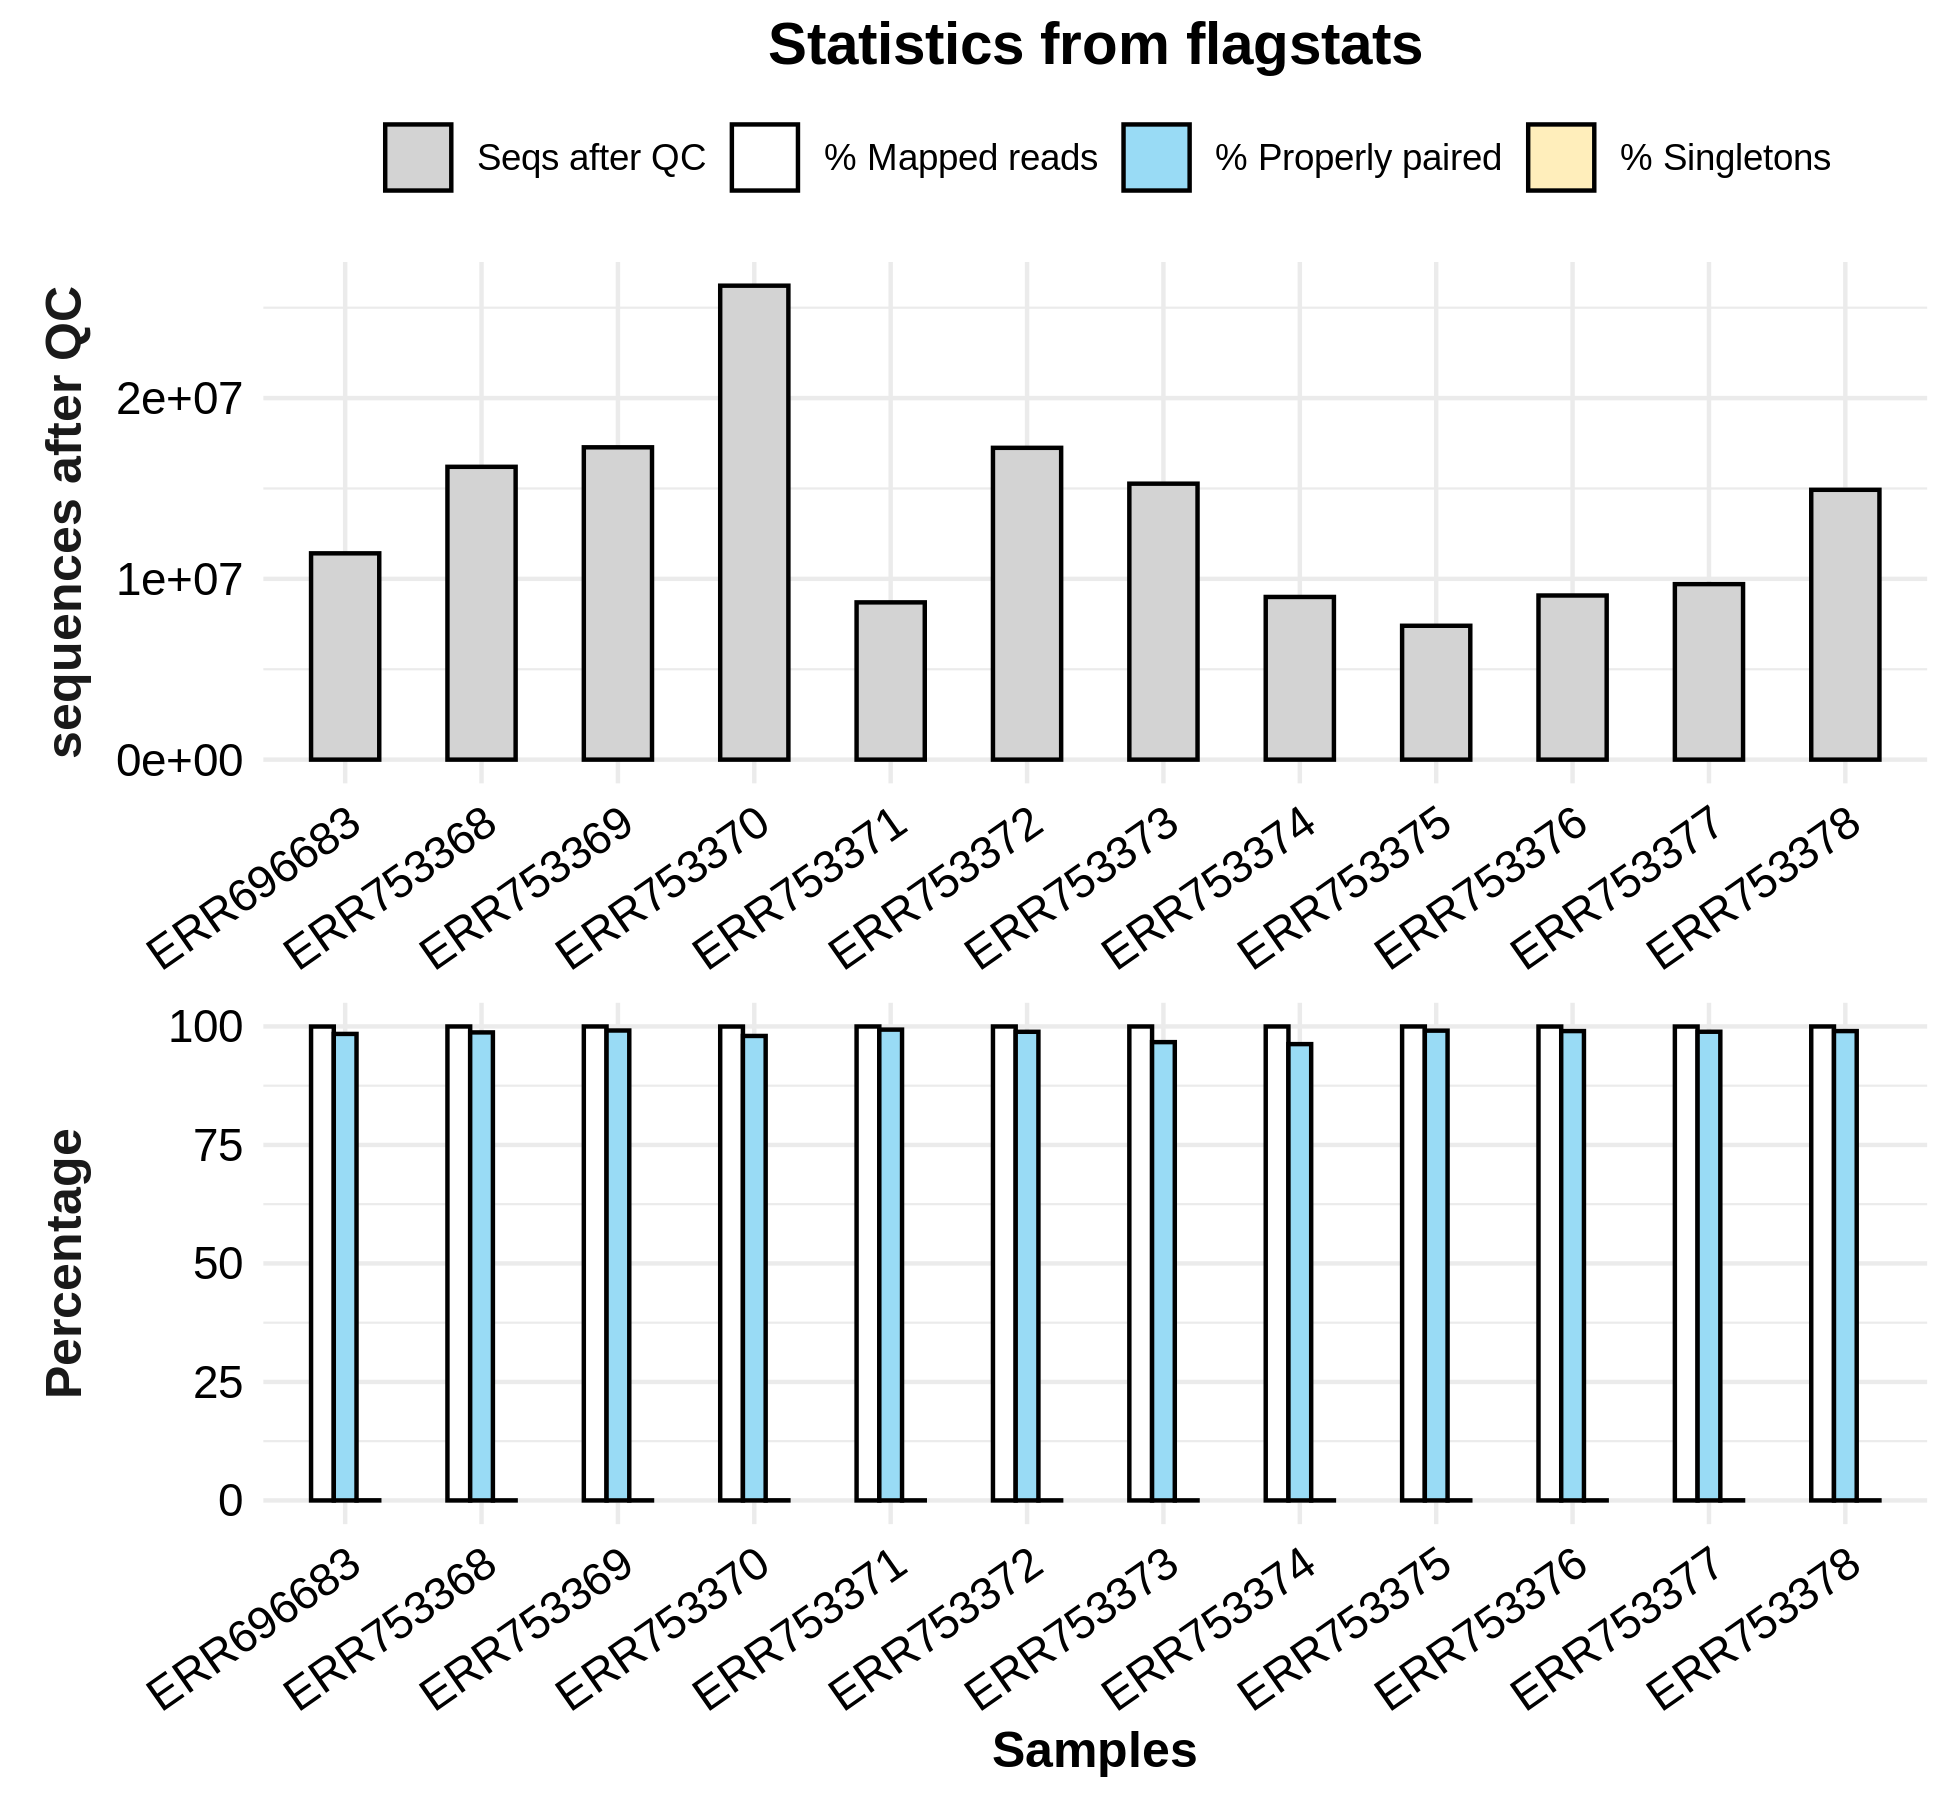 Statistics from flagstats
Seqs after QC % Mapped reads % Properly paired % Singletons
sequences after QC
2e+07
1e+07
0e+00
ERR696683 ERR753368 ERR753369 ERR753370 ERR753371 ERR753372 ERR753373 ERR753374 ERR753375 ERR753376 ERR753377 ERR753378
Percentage
100
75
50
25
0
ERR696683 ERR753368 ERR753369 ERR753370 ERR753371 ERR753372 ERR753373 ERR753374 ERR753375 ERR753376 ERR753377 ERR753378
Samples